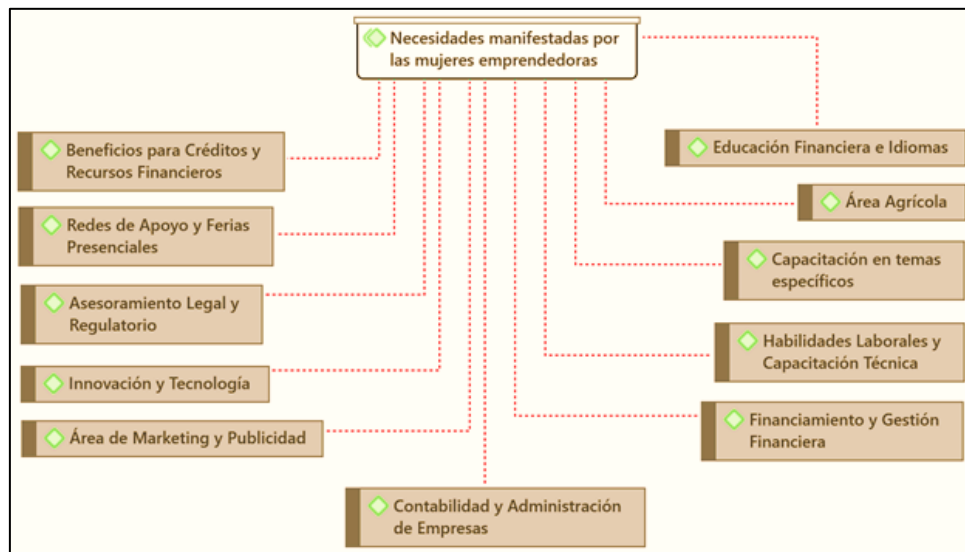 Necesidades manifestadas por
las mujeres emprendedoras
Beneficios para Créditos y
Recursos Financieros
Redes de Apoyo y Ferias
Presenciales
Asesoramiento Legal y
Regulatorio
Innovación y Tecnología
Área de Marketing y Publicidad
Contabilidad y Administración
de Empresas
Educación Financiera e Idiomas
Área Agrícola
Capacitación en temas
específicos
Habilidades Laborales y
Capacitación Técnica
Financiamiento y Gestión
Financiera